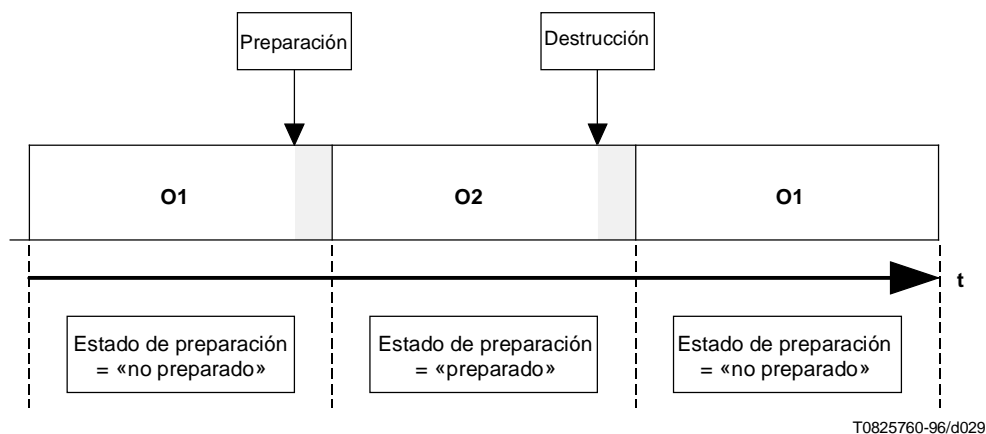 Preparación
Destrucción
O1
O2
O1
t
Estado de preparación
= «no preparado»
Estado de preparación
= «preparado»
Estado de preparación
= «no preparado»
T0825760-96/d029